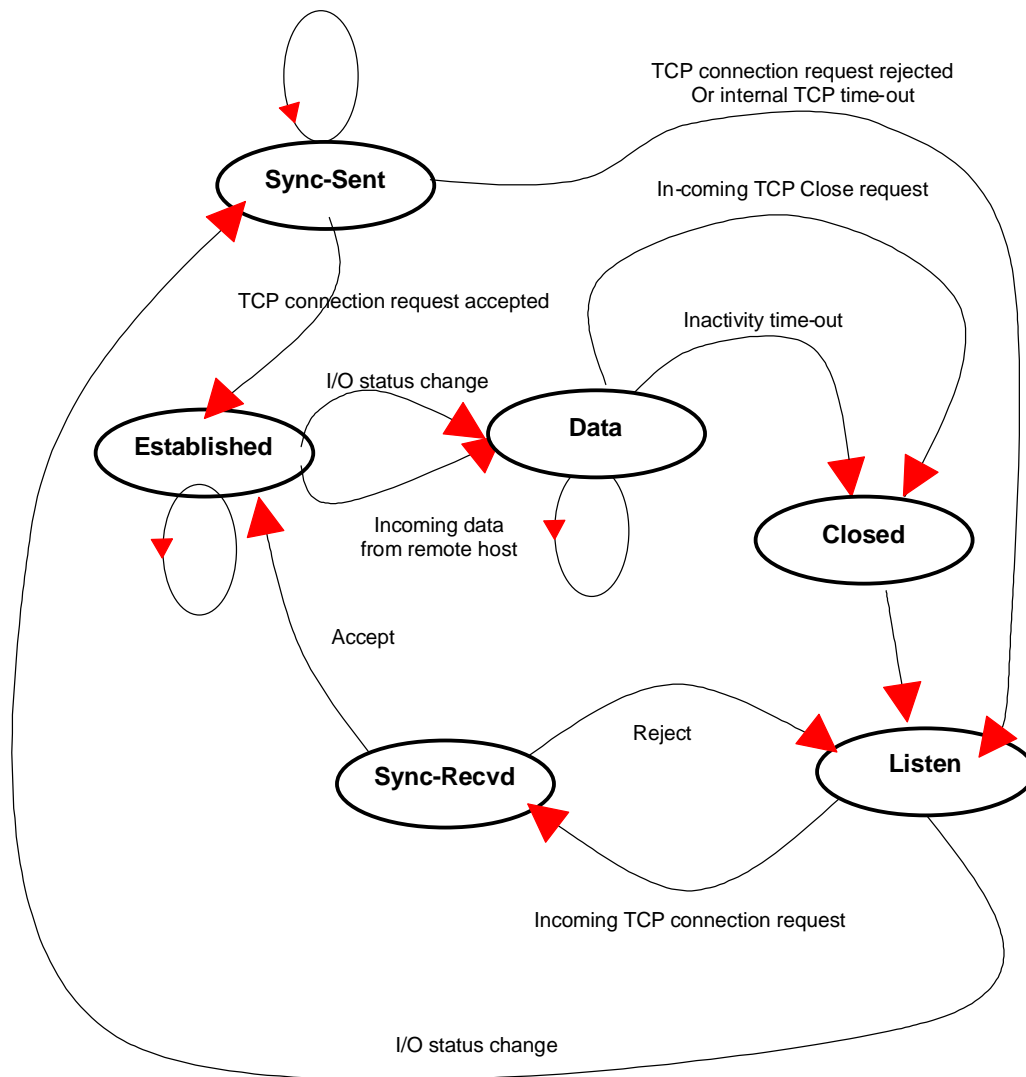 TCP connection request rejected
Or internal TCP time-out
Sync-Sent
In-coming TCP Close request
TCP connection request accepted
Inactivity time-out
I/O status change
Data
Established
Incoming data
from remote host
Closed
Accept
Reject
Sync-Recvd
Listen
Incoming TCP connection request
I/O status change